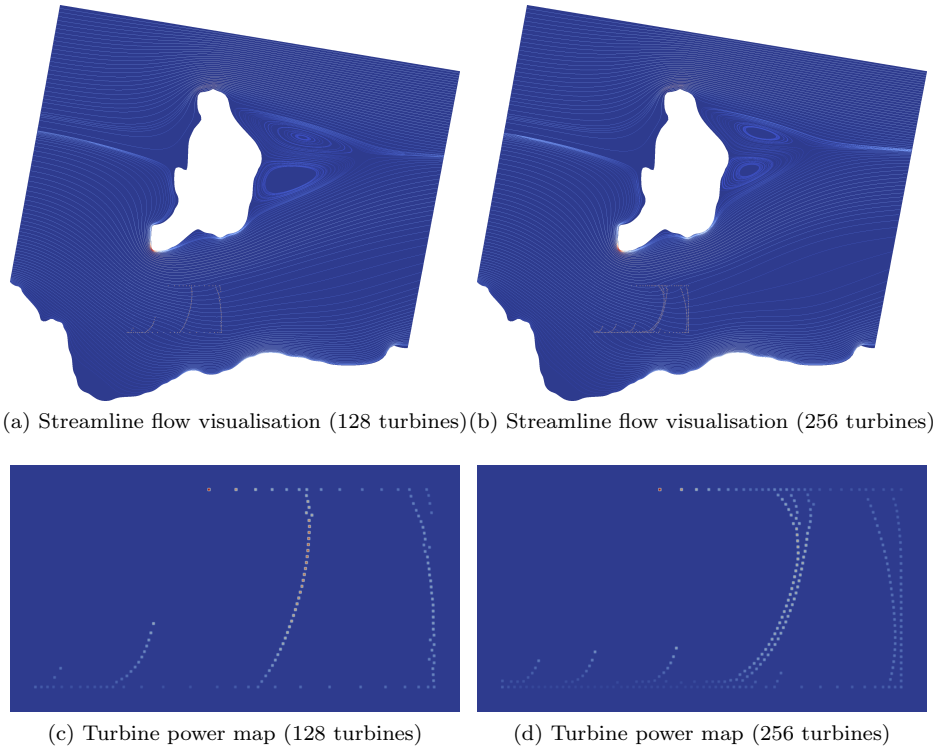 (a) Streamline flow visualisation (128 turbines)
(b) Streamline flow visualisation (256 turbines)
(c) Turbine power map (128 turbines)
(d) Turbine power map (256 turbines)